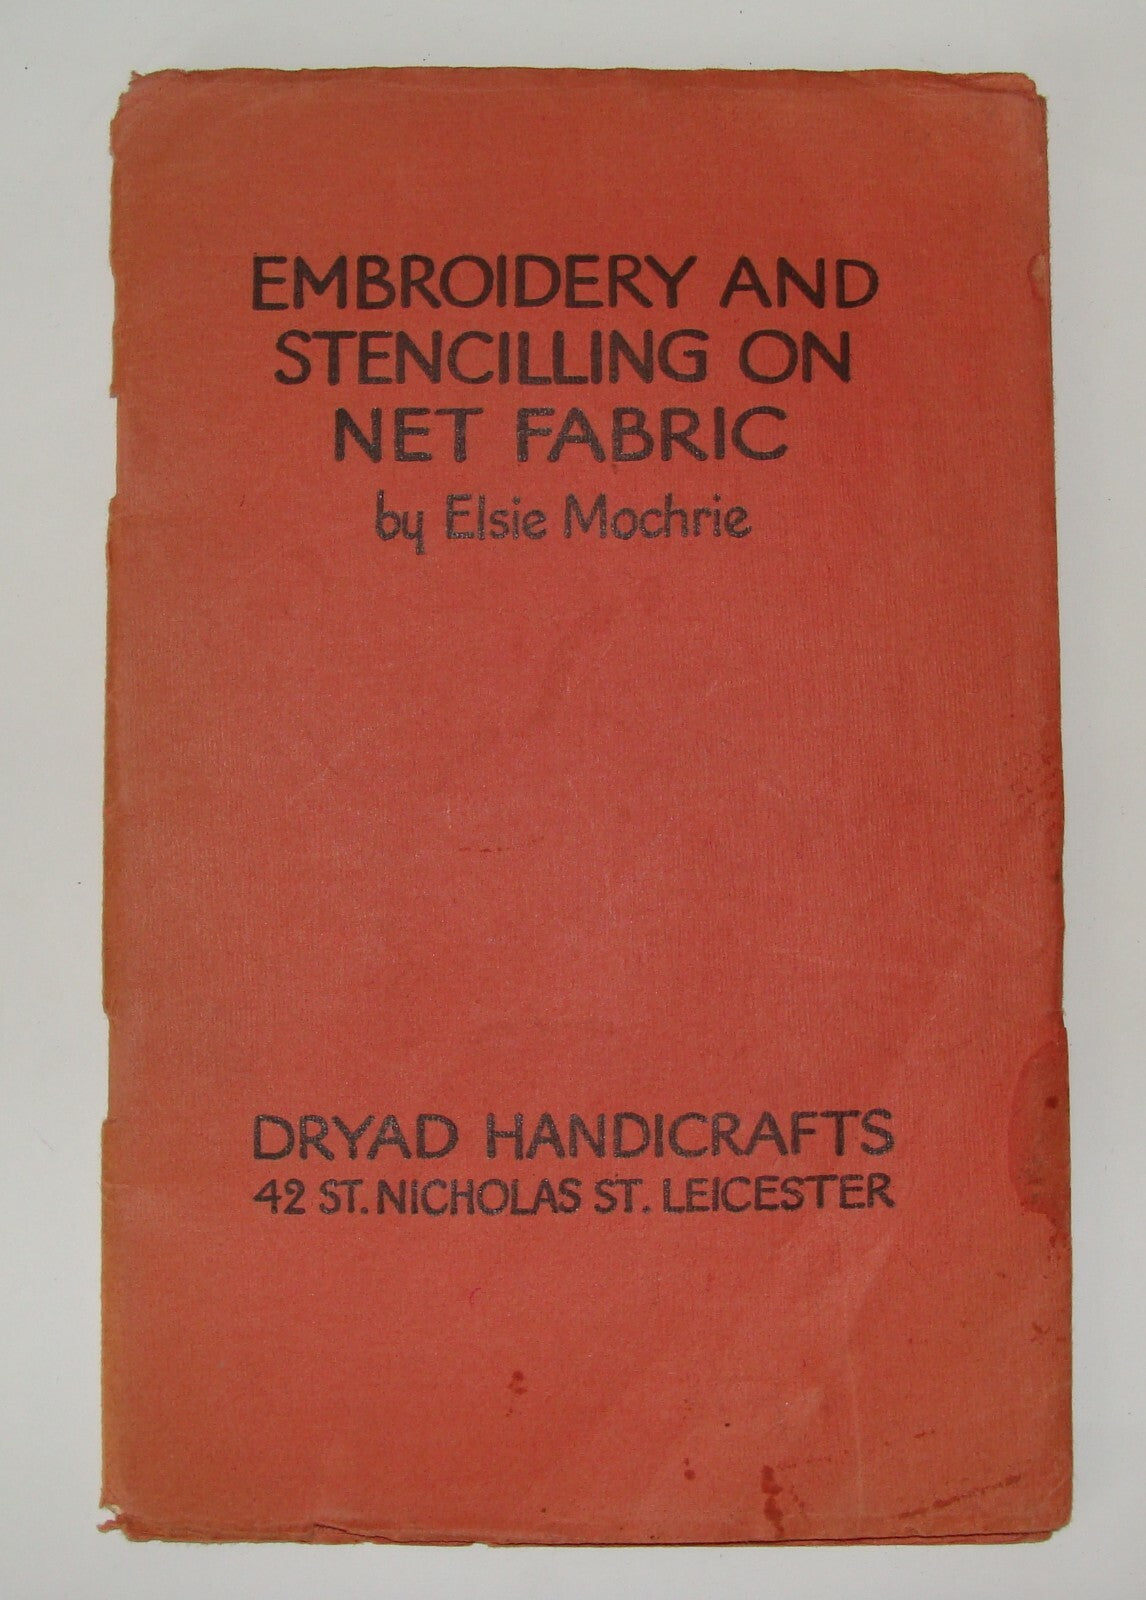 EMBROIDERY AND
STENCILLING ON
NET FABRIC
by Elsie Mochrie
DRYAD HANDICRAFTS
42 ST. NICHOLAS ST. LEICESTER